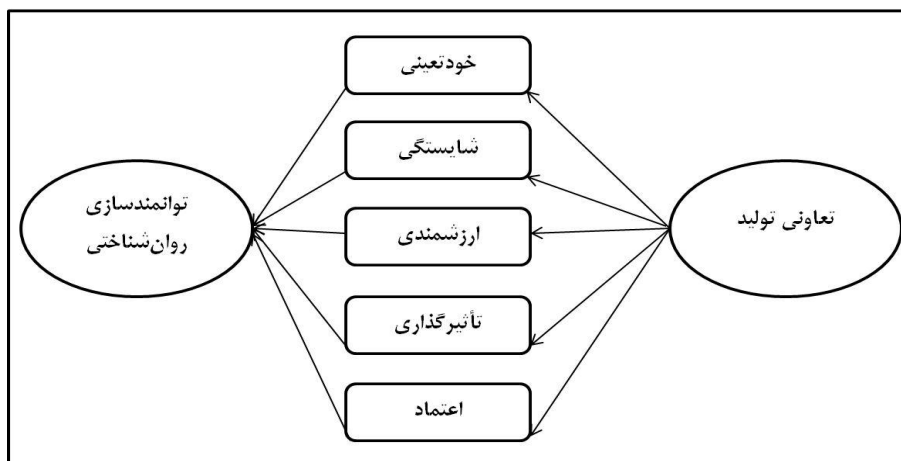 خودتعینی
شایستگی
ارزشمندی
تأثیرگذاری
اعتماد
تعاونی تولید
توانمندسازی
روان‌شناختی